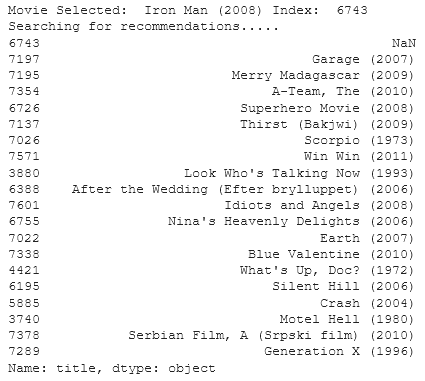 Movie Selected:  Iron Man (2008) Index:  6743
Searching for recommendations.....
6743 NaN
7197 Garage (2007)
7195 Merry Madagascar (2009)
7354 A-Team, The (2010)
6726 Superhero Movie (2008)
7137 Thirst (Bakjwi) (2009)
7026 Scorpio (1973)
7571 Win Win (2011)
3880 Look Who's Talking Now (1993)
6388 After the Wedding (Efter brylluppet) (2006)
7601 Idiots and Angels (2008)
6755 Nina's Heavenly Delights (2006)
7022 Earth (2007)
7338 Blue Valentine (2010)
4421 What's Up, Doc? (1972)
6195 Silent Hill (2006)
5885 Crash (2004)
3740 Motel Hell (1980)
7378 Serbian Film, A (Srpski film) (2010)
7289 Generation X (1996)
Name: title, dtype: object